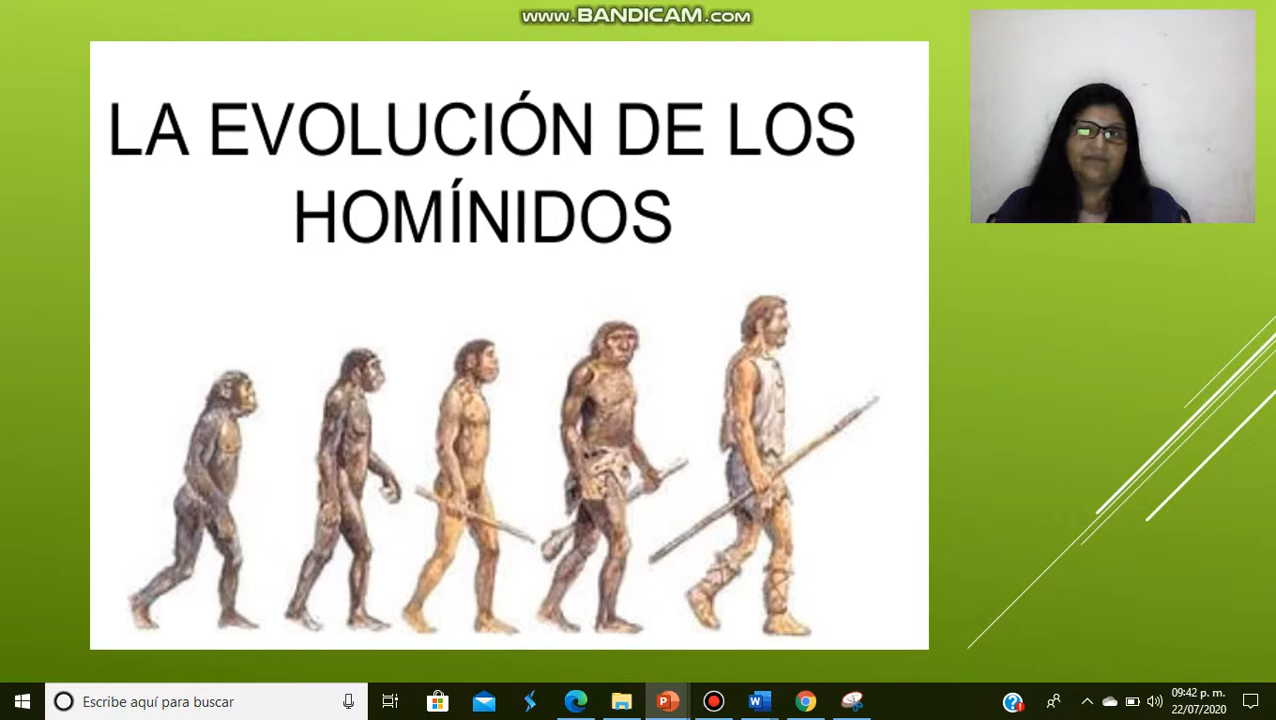 www.BANDICAM.com
LA EVOLUCIÓN DE LOS
HOMÍNIDOS
Escribe aquí para buscar
09:42 p. m.
22/07/2020